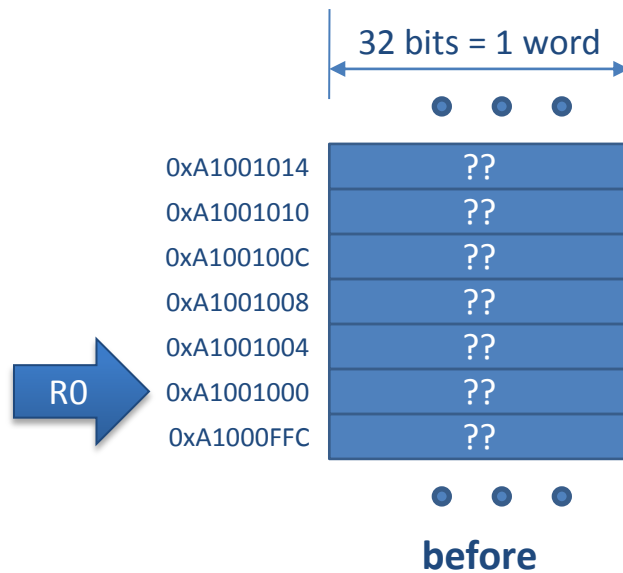 32 bits = 1 word
0xA1001014 ??
0xA1001010 ??
0xA100100C ??
0xA1001008 ??
0xA1001004 ??
R0 0xA1001000 ??
0xA1000FFC ??
before